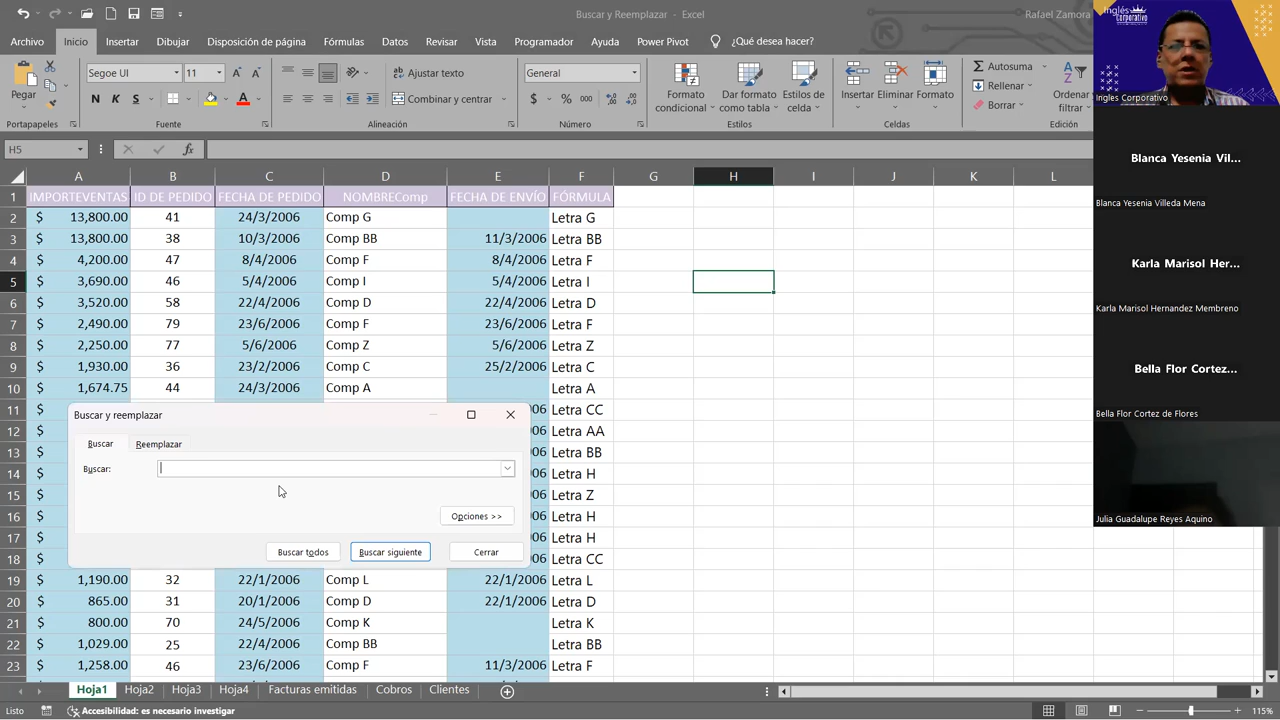 Buscar y Reemplazar - Excel
Rafael Zamora
Archivo Inicio Insertar Dibujar Disposición de página Fórmulas Datos Revisar Vista Programador Ayuda Power Pivot ¿Qué desea hacer?
Pegar
Segoe UI 11
N K S
Ajustar texto
Combinar y centrar
General
$ % 000
Formato condicional
Dar formato como tabla
Estilos de celda
Insertar Eliminar Formato
Autosuma
Rellenar
Borrar
Ordenar
filtrar
Portapapeles Fuente Alineación Número Estilos Celdas Edición
H5 fx
A B C D E F G H I J K L
1 IMPORTEVENTAS ID DE PEDIDO FECHA DE PEDIDO NOMBREComp FECHA DE ENVÍO FÓRMULA
2 $ 13,800.00 41 24/3/2006 Comp G Letra G
3 $ 13,800.00 38 10/3/2006 Comp BB 11/3/2006 Letra BB
4 $ 4,200.00 47 8/4/2006 Comp F 8/4/2006 Letra F
5 $ 3,690.00 46 5/4/2006 Comp I 5/4/2006 Letra I
6 $ 3,520.00 58 22/4/2006 Comp D 22/4/2006 Letra D
7 $ 2,490.00 79 23/6/2006 Comp F 23/6/2006 Letra F
8 $ 2,250.00 77 5/6/2006 Comp Z 5/6/2006 Letra Z
9 $ 1,930.00 36 23/2/2006 Comp C 25/2/2006 Letra C
10 $ 1,674.75 44 24/3/2006 Comp A Letra A
11 $ 06 Letra CC
12 $ 06 Letra AA
13 $ 06 Letra BB
14 $ 06 Letra H
15 $ 06 Letra Z
16 $ 06 Letra H
17 $ 06 Letra H
18 $ 06 Letra CC
19 $ 1,190.00 32 22/1/2006 Comp L 22/1/2006 Letra L
20 $ 865.00 31 20/1/2006 Comp D 22/1/2006 Letra D
21 $ 800.00 70 24/5/2006 Comp K Letra K
22 $ 1,029.00 25 22/4/2006 Comp BB Letra BB
23 $ 1,258.00 46 23/6/2006 Comp F 11/3/2006 Letra F
Buscar y reemplazar
Buscar Reemplazar
Buscar:
Opciones >>
Buscar todos Buscar siguiente Cerrar
Hoja1 Hoja2 Hoja3 Hoja4 Facturas emitidas Cobros Clientes
Listo Accesibilidad: es necesario investigar 115%
Inglés
Corporativo
Ingles Corporativo
Blanca Yesenia Vil...
Blanca Yesenia Villeda Mena
Karla Marisol Her...
Karla Marisol Hernandez Membreno
Bella Flor Cortez...
Bella Flor Cortez de Flores
Julia Guadalupe Reyes Aquino